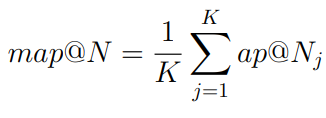 map@N = \frac{1}{K} \sum_{j=1}^{K} ap@N_j